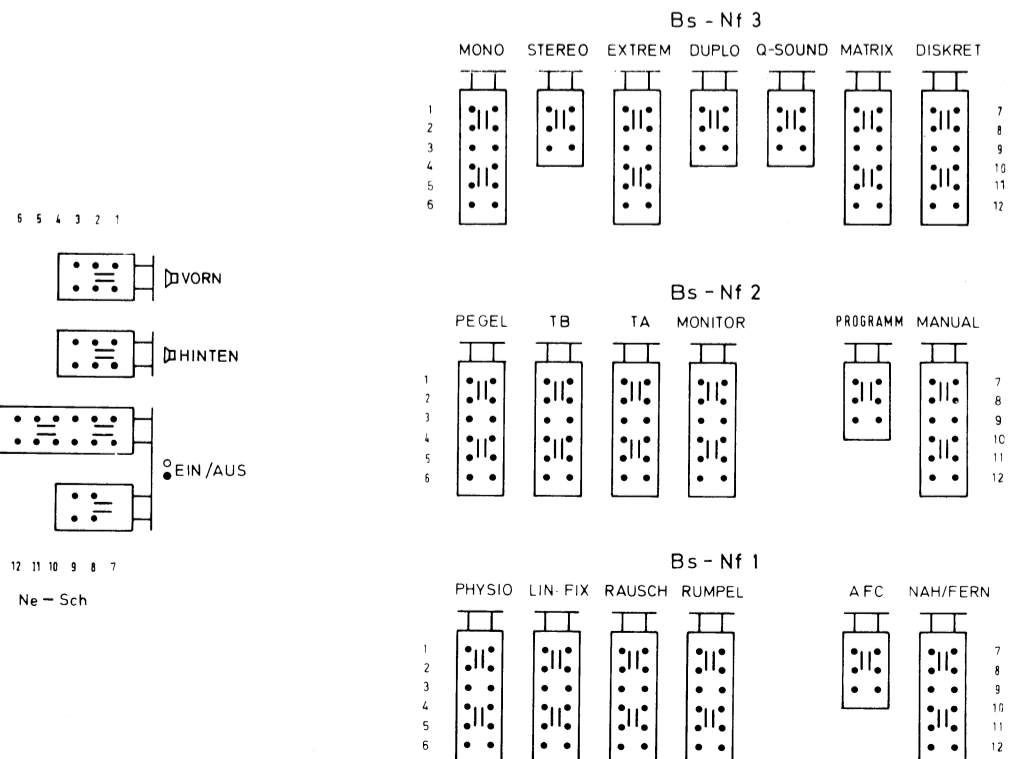 Bs - Nf 3
MONO STEREO EXTREM DUPLO Q-SOUND MATRIX DISKRET
1 7
2 8
3 9
4 10
5 11
6 12
6 5 4 3 2 1
VORN
HINTEN
EIN/AUS
12 11 10 9 8 7
Ne - Sch
Bs - Nf 2
PEGEL TB TA MONITOR PROGRAMM MANUAL
1 7
2 8
3 9
4 10
5 11
6 12
Bs - Nf 1
PHYSIO LIN-FIX RAUSCH RUMPEL AFC NAH/FERN
1 7
2 8
3 9
4 10
5 11
6 12